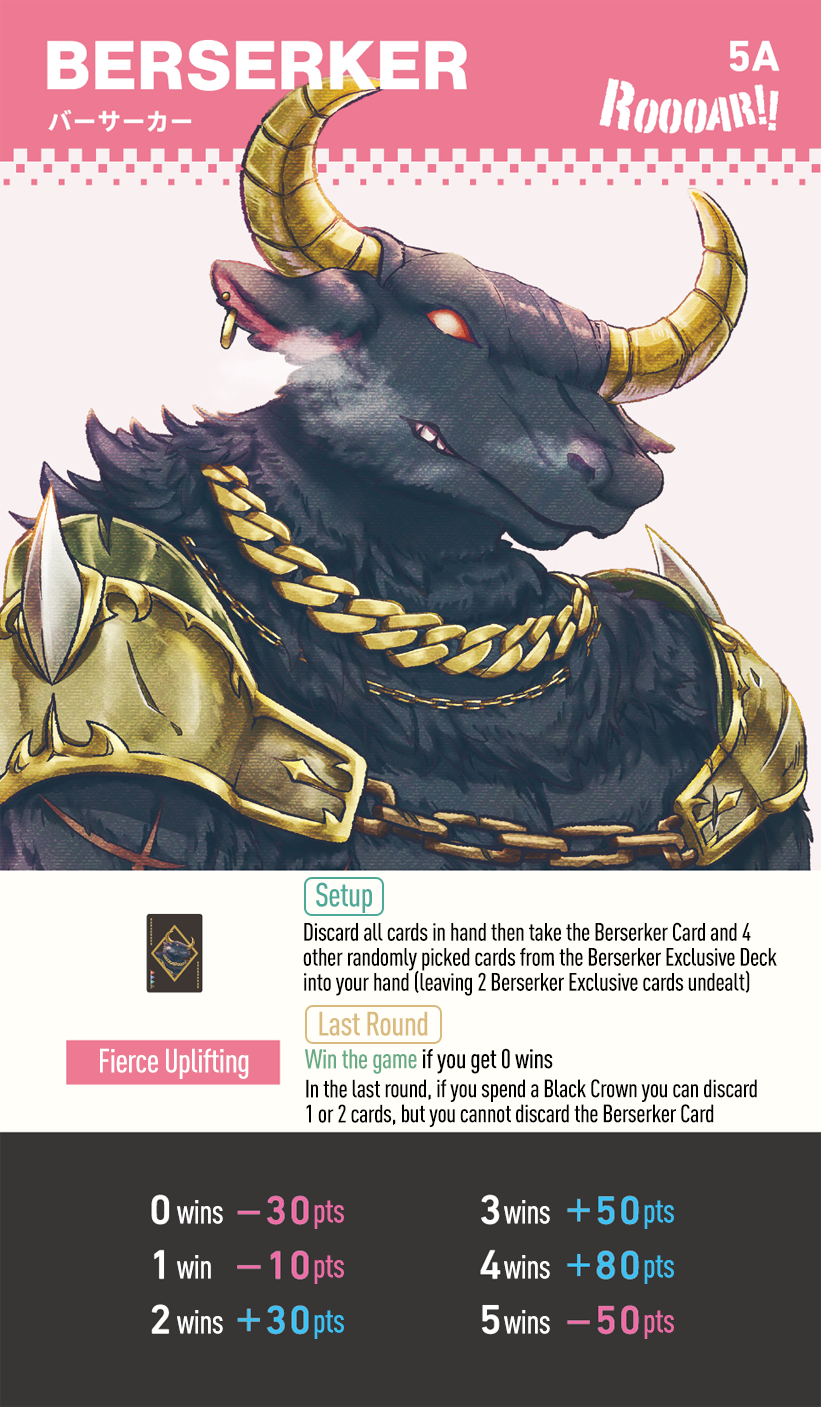 BERSERKER
バーサーカー
5A
ROOOAR!!
Setup
Discard all cards in hand then take the Berserker Card and 4
other randomly picked cards from the Berserker Exclusive Deck
into your hand (leaving 2 Berserker Exclusive cards undealt)
Fierce Uplifting
Last Round
Win the game if you get 0 wins
In the last round, if you spend a Black Crown you can discard
1 or 2 cards, but you cannot discard the Berserker Card
0 wins −30pts
1 win −10pts
2 wins +30pts
3 wins +50pts
4 wins +80pts
5 wins −50pts